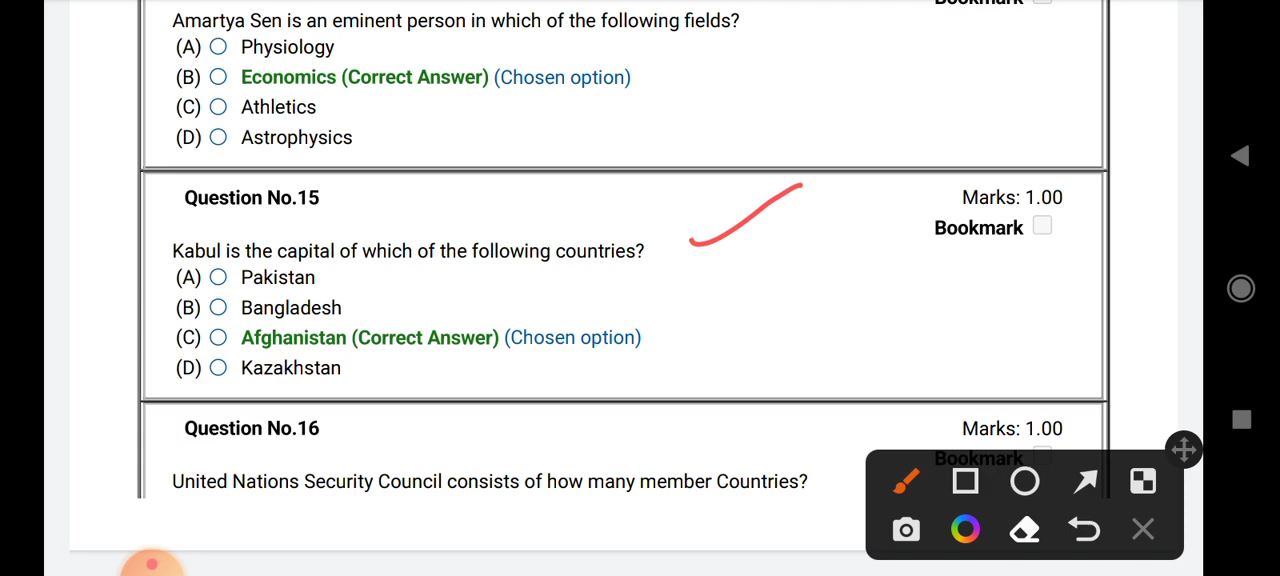 Bookmark
Amartya Sen is an eminent person in which of the following fields?
(A) Physiology
(B) Economics (Correct Answer) (Chosen option)
(C) Athletics
(D) Astrophysics
Question No.15 Marks: 1.00
Bookmark
Kabul is the capital of which of the following countries?
(A) Pakistan
(B) Bangladesh
(C) Afghanistan (Correct Answer) (Chosen option)
(D) Kazakhstan
Question No.16 Marks: 1.00
Bookmark
United Nations Security Council consists of how many member Countries?